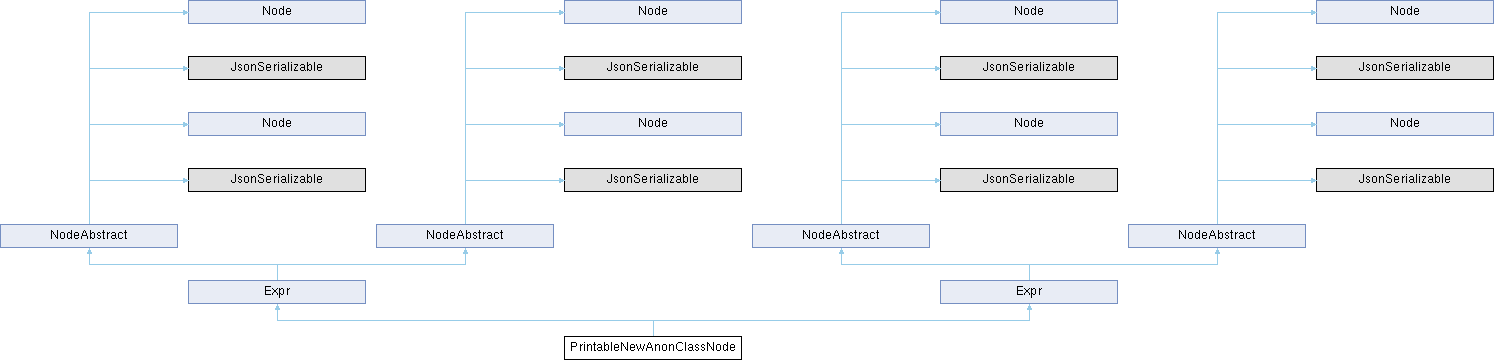 Node Node Node Node
JsonSerializable JsonSerializable JsonSerializable JsonSerializable
Node Node Node Node
JsonSerializable JsonSerializable JsonSerializable JsonSerializable
NodeAbstract NodeAbstract NodeAbstract NodeAbstract
Expr Expr
PrintableNewAnonClassNode